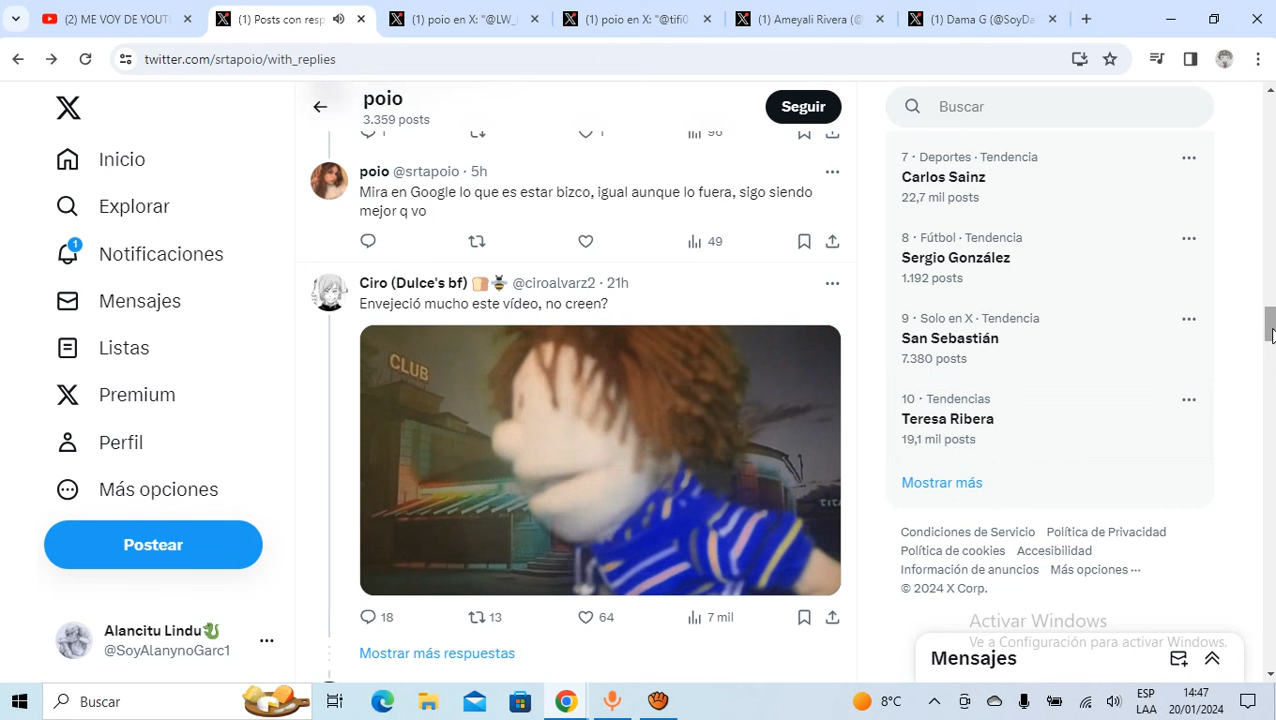 (2) ME VOY DE YOUT
(1) Posts con resp
(1) poio en X: "@LW_
(1) poio en X: "@tifi0
(1) Ameyali Rivera (@
(1) Dama G (@SoyDa
twitter.com/srtapoio/with_replies
poio
3.359 posts
Seguir
Buscar
Inicio
Explorar
1
Notificaciones
Mensajes
Listas
Premium
Perfil
Más opciones
Postear
Alancitu Lindu🐉
@SoyAlanynoGarc1
1
1
96
poio @srtapoio · 5h
Mira en Google lo que es estar bizco, igual aunque lo fuera, sigo siendo
mejor q vo
49
Ciro (Dulce's bf) 🍞🐝 @ciroalvarz2 · 21h
Envejeció mucho este vídeo, no creen?
CLUB
TITA
18
13
64
7 mil
Mostrar más respuestas
7 · Deportes · Tendencia
Carlos Sainz
22,7 mil posts
8 · Fútbol · Tendencia
Sergio González
1.192 posts
9 · Solo en X · Tendencia
San Sebastián
7.380 posts
10 · Tendencias
Teresa Ribera
19,1 mil posts
Mostrar más
Condiciones de Servicio Política de Privacidad
Política de cookies Accesibilidad
Información de anuncios Más opciones ···
© 2024 X Corp.
Activar Windows
Ve a Configuración para activar Windows.
Mensajes
Buscar
8°C
ESP
LAA
14:47
20/01/2024